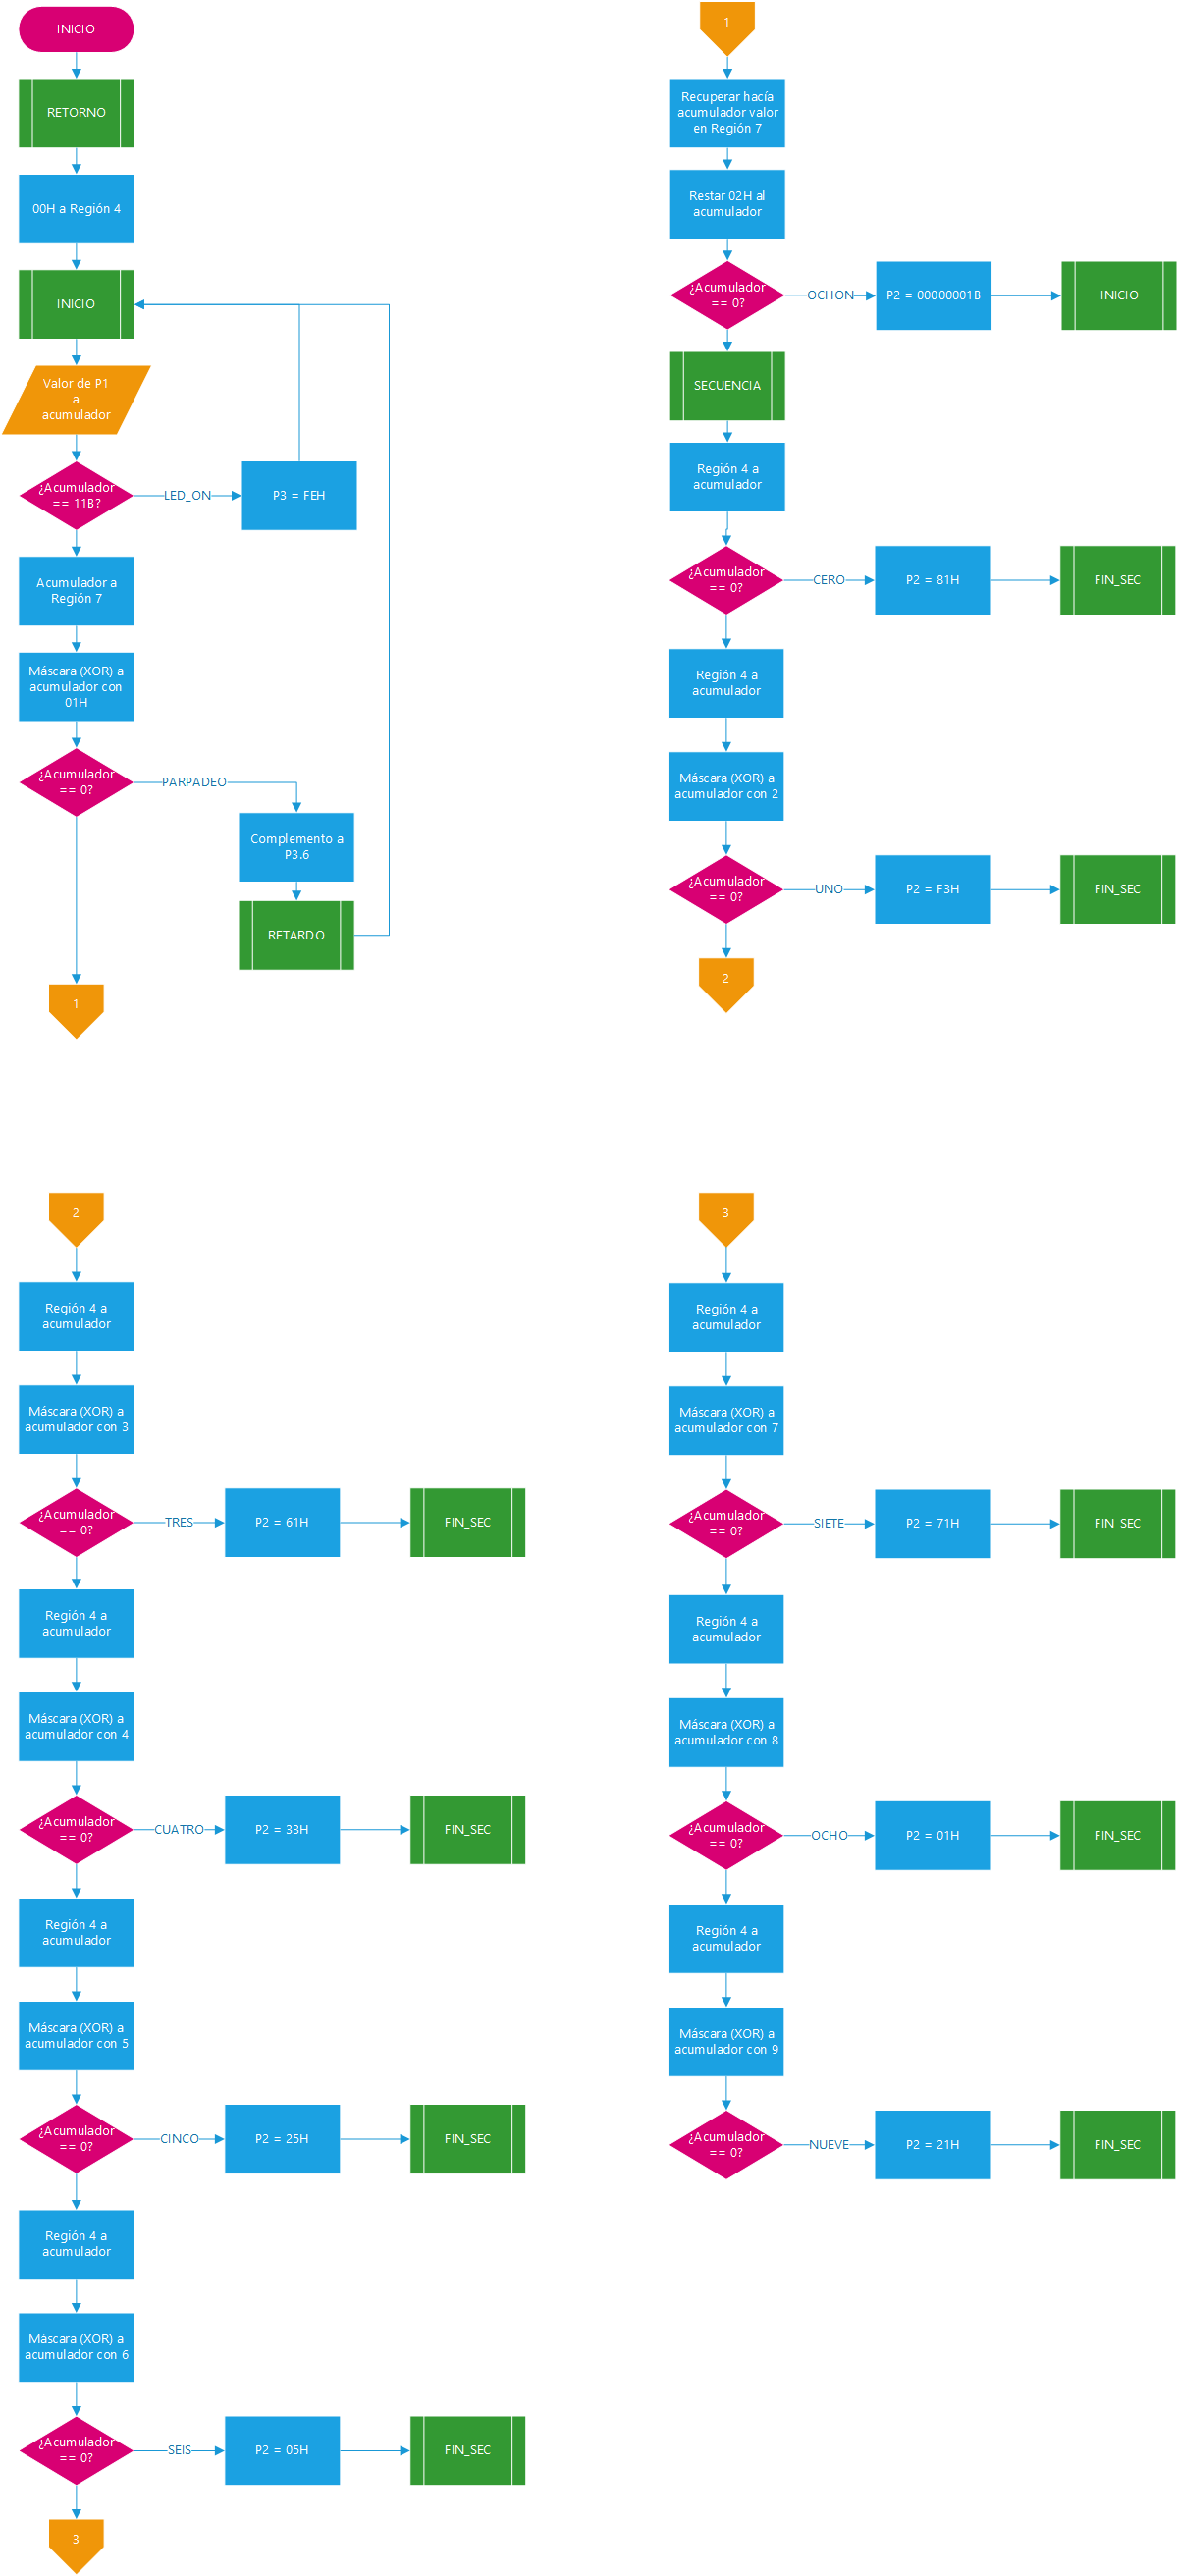 INICIO
RETORNO
00H a Región 4
INICIO
Valor de P1
a
acumulador
¿Acumulador
== 11B?
LED_ON
P3 = FEH
Acumulador a
Región 7
Máscara (XOR) a
acumulador con
01H
¿Acumulador
== 0?
PARPADEO
Complemento a
P3.6
RETARDO
1
1
Recuperar hacía
acumulador valor
en Región 7
Restar 02H al
acumulador
¿Acumulador
== 0?
OCHON
P2 = 00000001B
INICIO
SECUENCIA
Región 4 a
acumulador
¿Acumulador
== 0?
CERO
P2 = 81H
FIN_SEC
Región 4 a
acumulador
Máscara (XOR) a
acumulador con 2
¿Acumulador
== 0?
UNO
P2 = F3H
FIN_SEC
2
2
Región 4 a
acumulador
Máscara (XOR) a
acumulador con 3
¿Acumulador
== 0?
TRES
P2 = 61H
FIN_SEC
Región 4 a
acumulador
Máscara (XOR) a
acumulador con 4
¿Acumulador
== 0?
CUATRO
P2 = 33H
FIN_SEC
Región 4 a
acumulador
Máscara (XOR) a
acumulador con 5
¿Acumulador
== 0?
CINCO
P2 = 25H
FIN_SEC
Región 4 a
acumulador
Máscara (XOR) a
acumulador con 6
¿Acumulador
== 0?
SEIS
P2 = 05H
FIN_SEC
3
3
Región 4 a
acumulador
Máscara (XOR) a
acumulador con 7
¿Acumulador
== 0?
SIETE
P2 = 71H
FIN_SEC
Región 4 a
acumulador
Máscara (XOR) a
acumulador con 8
¿Acumulador
== 0?
OCHO
P2 = 01H
FIN_SEC
Región 4 a
acumulador
Máscara (XOR) a
acumulador con 9
¿Acumulador
== 0?
NUEVE
P2 = 21H
FIN_SEC